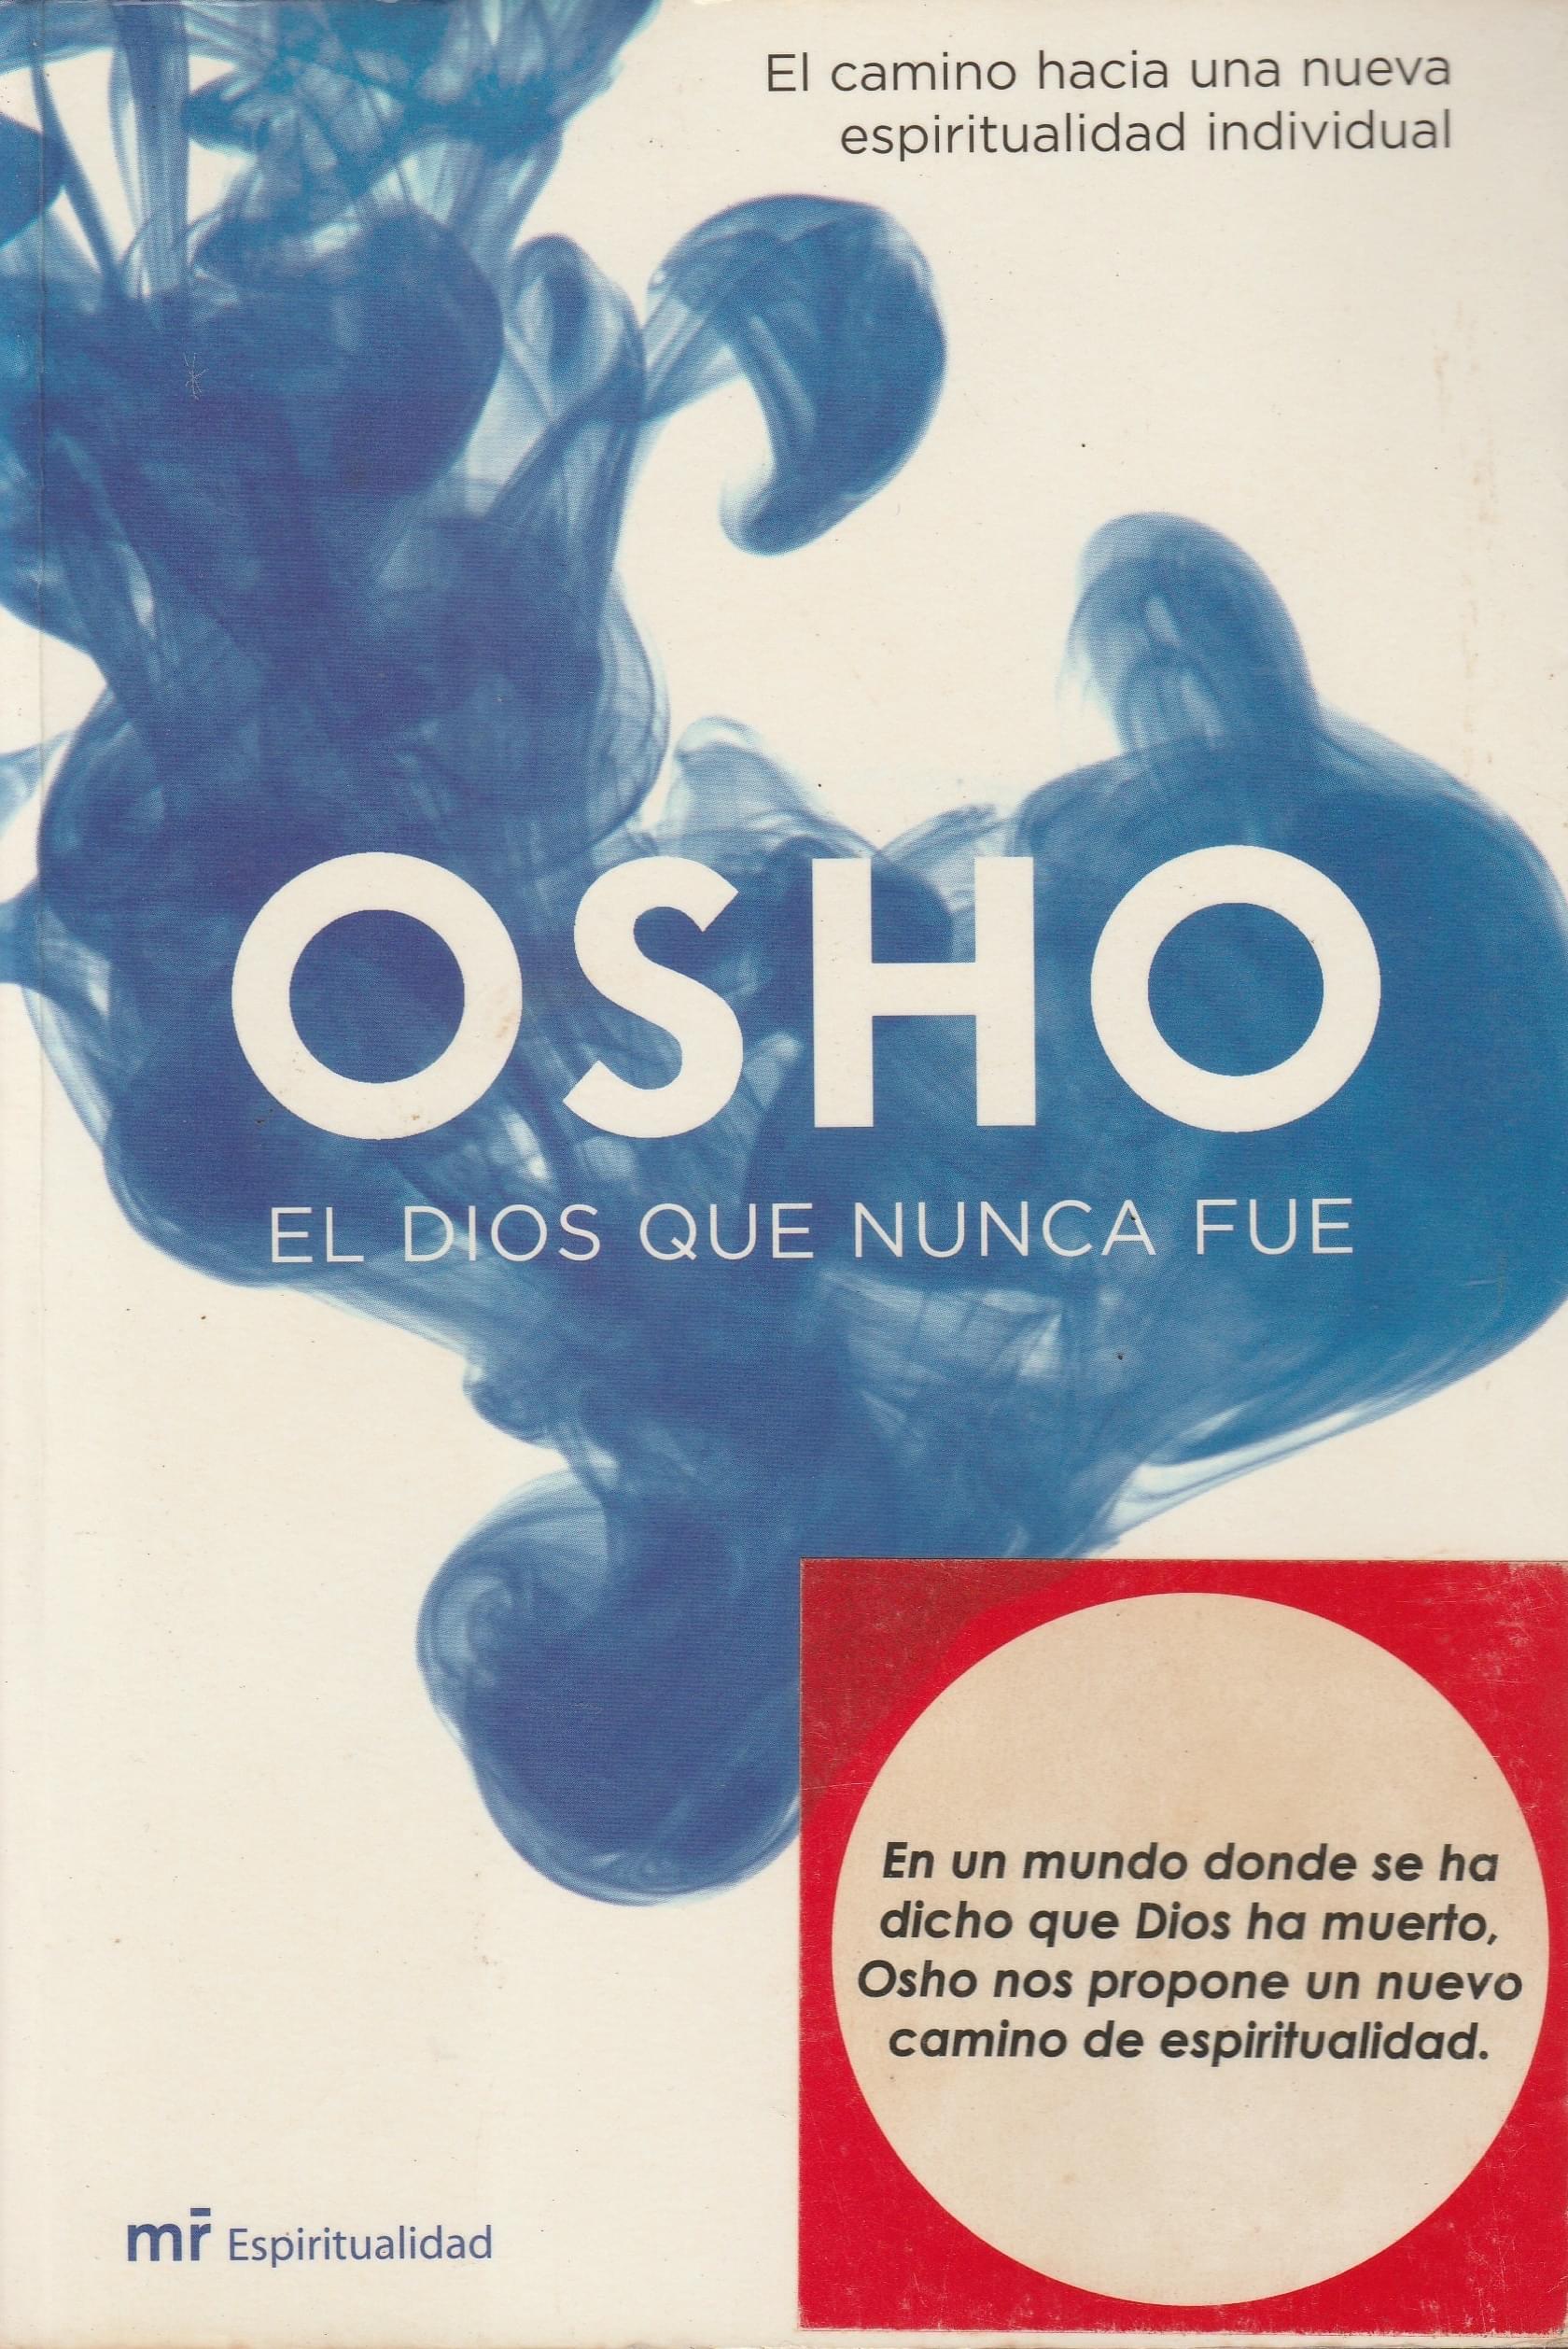 El camino hacia una nueva
espiritualidad individual
OSHO
EL DIOS QUE NUNCA FUE
En un mundo donde se ha
dicho que Dios ha muerto,
Osho nos propone un nuevo
camino de espiritualidad.
mr̄ Espiritualidad